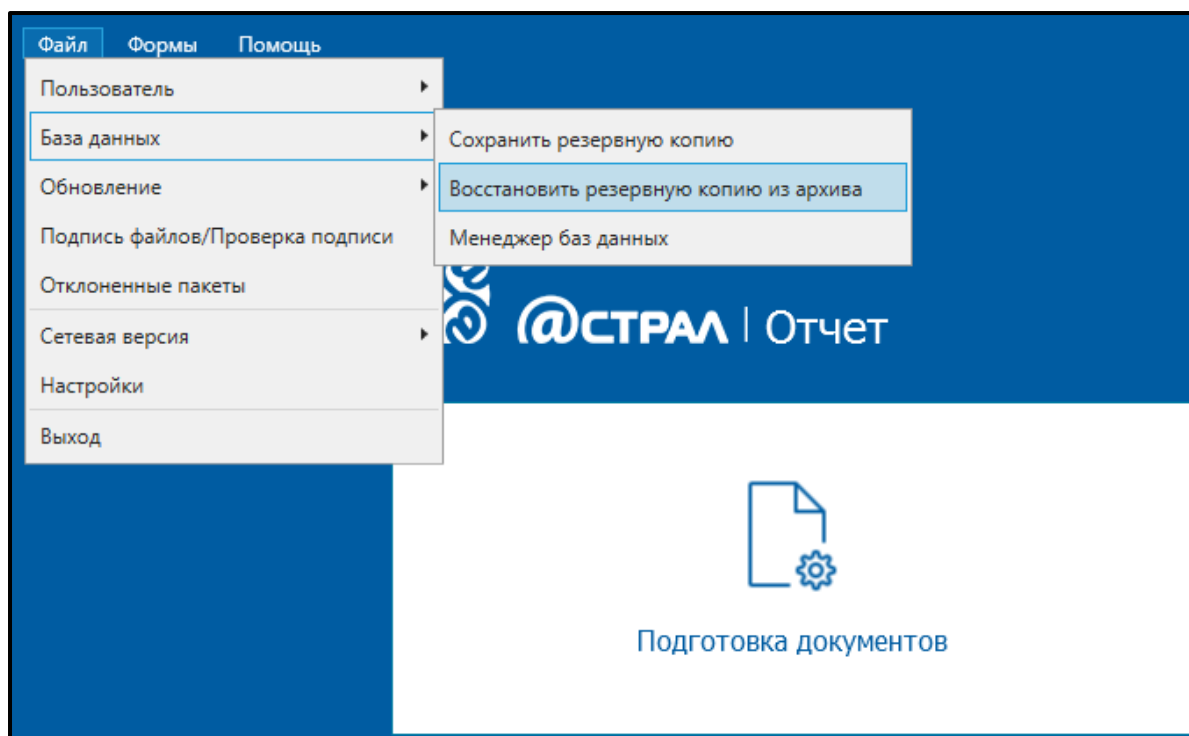 Файл Формы Помощь
Пользователь
База данных
Сохранить резервную копию
Обновление
Восстановить резервную копию из архива
Подпись файлов/Проверка подписи
Менеджер баз данных
Отклоненные пакеты
Сетевая версия
@СТРАЛ | Отчет
Настройки
Выход
Подготовка документов